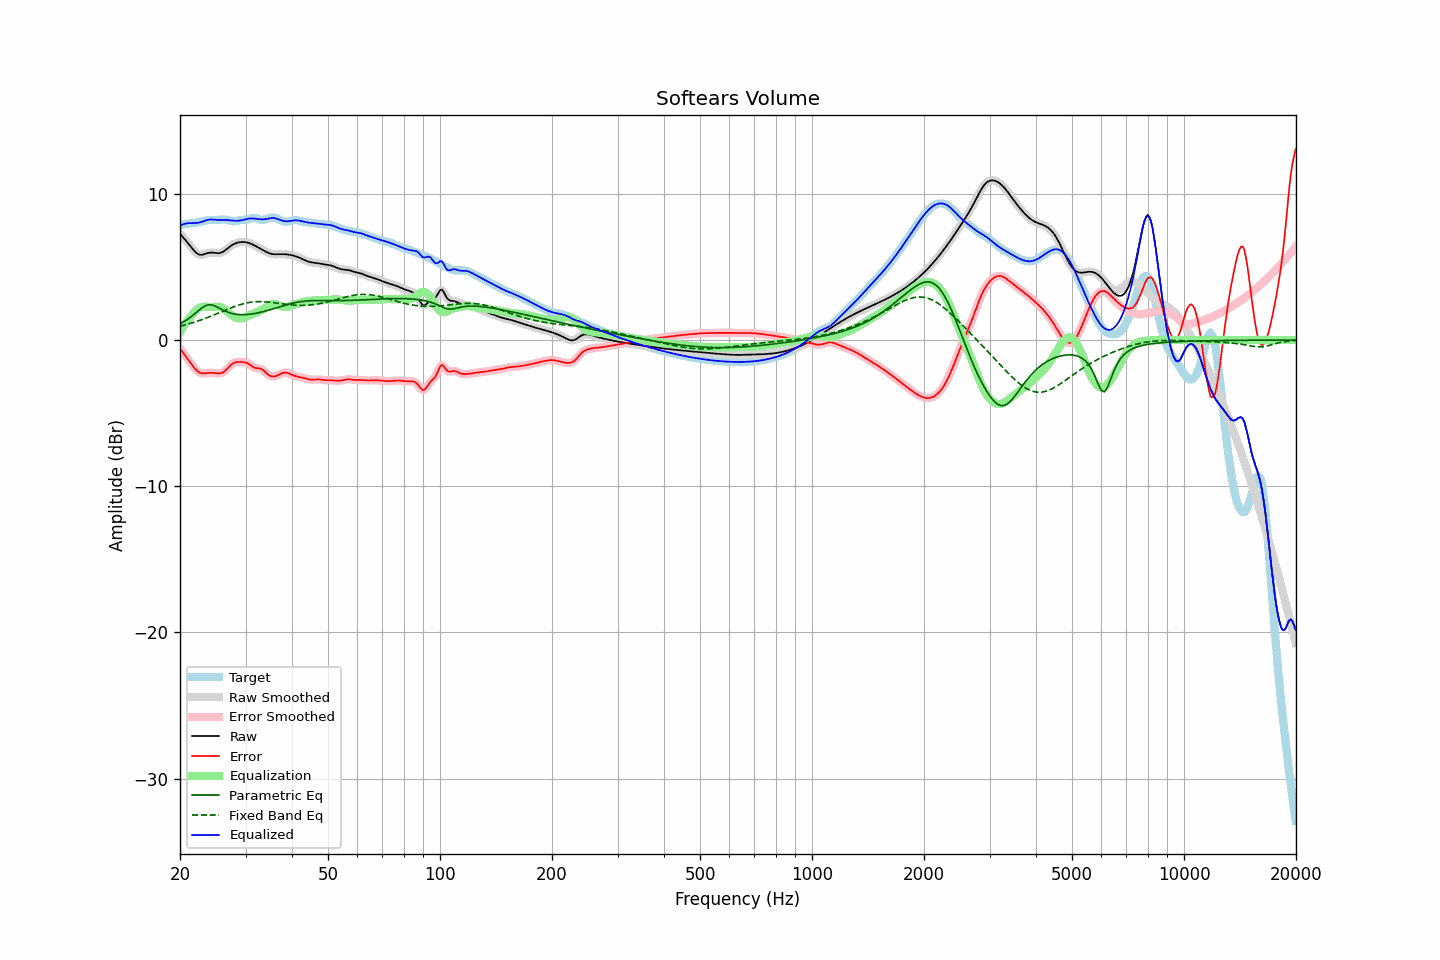 Softears Volume
Amplitude (dBr)
10
0
−10
−20
−30
Target
Raw Smoothed
Error Smoothed
Raw
Error
Equalization
Parametric Eq
Fixed Band Eq
Equalized
20 50 100 200 500 1000 2000 5000 10000 20000
Frequency (Hz)